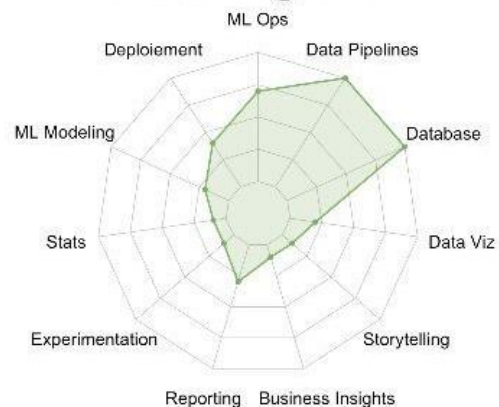 ML Ops
Deploiement
Data Pipelines
ML Modeling
Database
Stats
Data Viz
Experimentation
Storytelling
Reporting
Business Insights